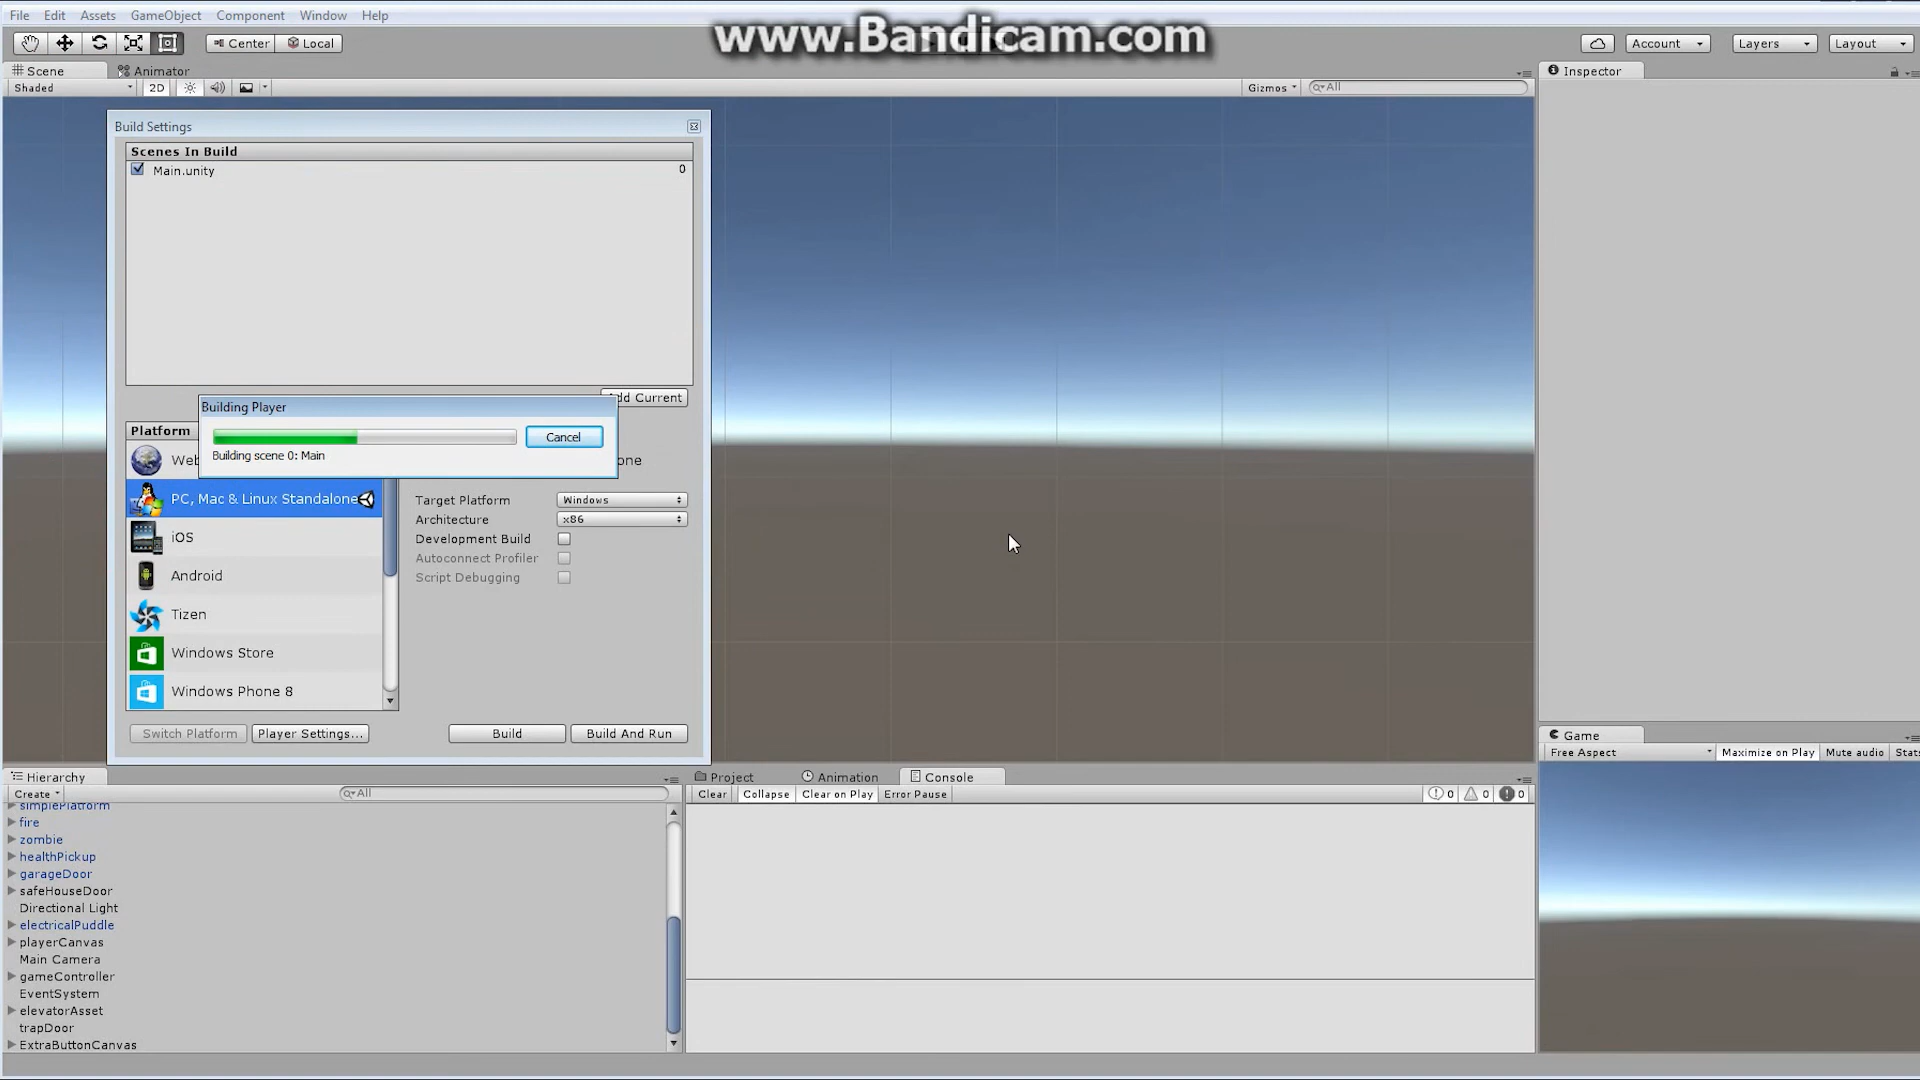 File Edit Assets GameObject Component Window Help
www.Bandicam.com
Center Local
Account Layers Layout
Scene Animator
Inspector
Shaded 2D
Gizmos All
Build Settings
Scenes In Build
Main.unity 0
Add Current
Building Player
Cancel
Building scene 0: Main
Platform
Web
one
PC, Mac & Linux Standalone
iOS
Android
Tizen
Windows Store
Windows Phone 8
Target Platform Windows
Architecture x86
Development Build
Autoconnect Profiler
Script Debugging
Switch Platform Player Settings... Build Build And Run
Game
Free Aspect Maximize on Play Mute audio Stats
Hierarchy
Create All
simplePlatform
fire
zombie
healthPickup
garageDoor
safeHouseDoor
Directional Light
electricalPuddle
playerCanvas
Main Camera
gameController
EventSystem
elevatorAsset
trapDoor
ExtraButtonCanvas
Project Animation Console
Clear Collapse Clear on Play Error Pause 0 0 0